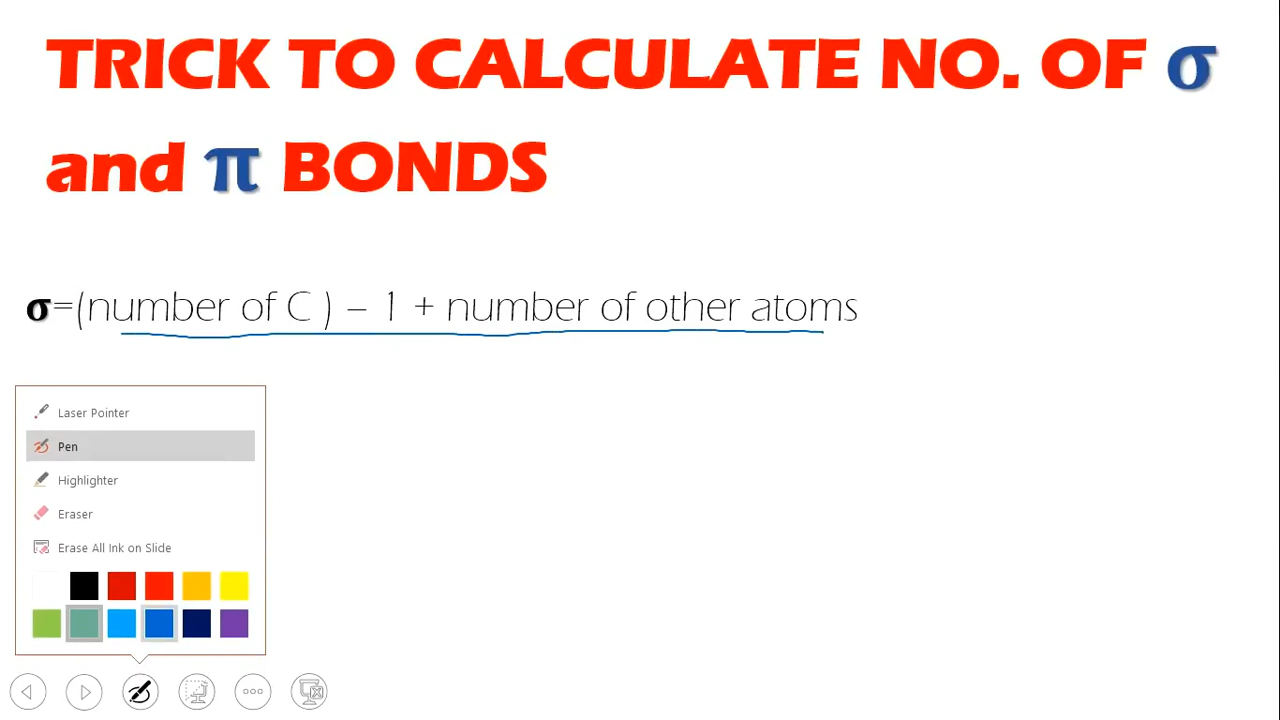 TRICK TO CALCULATE NO. OF σ
and π BONDS
σ=(number of C ) – 1 + number of other atoms
Laser Pointer
Pen
Highlighter
Eraser
Erase All Ink on Slide